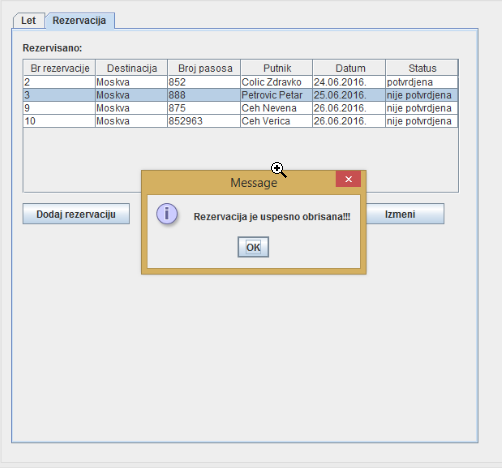 Let Rezervacija
Rezervisano:
Br rezervacije Destinacija Broj pasosa Putnik Datum Status
2 Moskva 852 Colic Zdravko 24.06.2016. potvrdjena
3 Moskva 888 Petrovic Petar 25.06.2016. nije potvrdjena
9 Moskva 875 Ceh Nevena 26.06.2016. nije potvrdjena
10 Moskva 852963 Ceh Verica 26.06.2016. nije potvrdjena
Message
Rezervacija je uspesno obrisana!!!
OK
Dodaj rezervaciju Izmeni